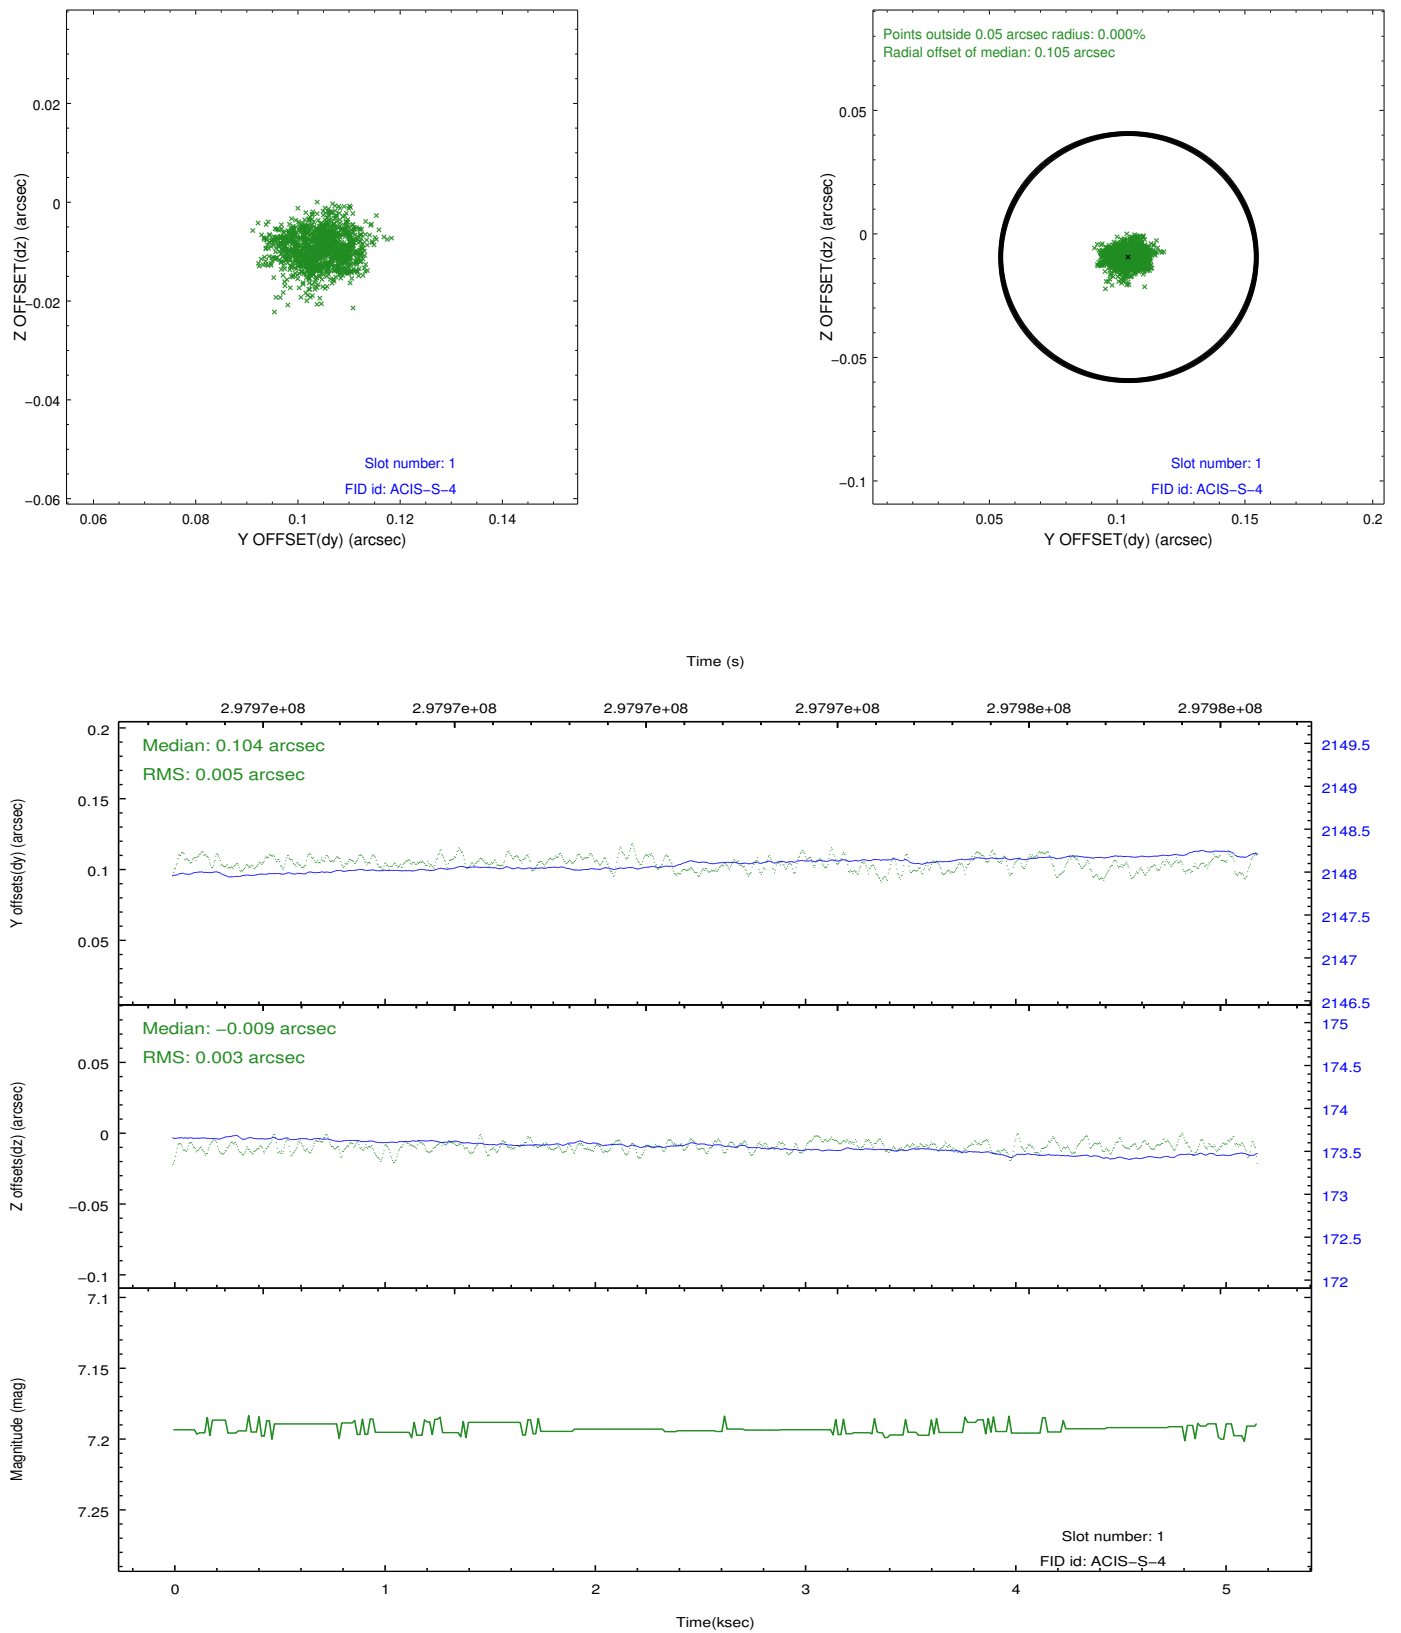 0.02
0
−0.02
−0.04
−0.06
Z OFFSET(dz) (arcsec)
Slot number: 1
FID id: ACIS−S−4
0.06 0.08 0.1 0.12 0.14
Y OFFSET(dy) (arcsec)
Points outside 0.05 arcsec radius: 0.000%
Radial offset of median: 0.105 arcsec
0.05
0
−0.05
−0.1
Z OFFSET(dz) (arcsec)
Slot number: 1
FID id: ACIS−S−4
0.05 0.1 0.15 0.2
Y OFFSET(dy) (arcsec)
Time (s)
2.9797e+08 2.9797e+08 2.9797e+08 2.9797e+08 2.9798e+08 2.9798e+08
Median: 0.104 arcsec
RMS: 0.005 arcsec
0.2
0.15
0.1
0.05
Y offsets(dy) (arcsec)
2149.5
2149
2148.5
2148
2147.5
2147
2146.5
Median: −0.009 arcsec
RMS: 0.003 arcsec
0.05
0
−0.05
−0.1
Z offsets(dz) (arcsec)
175
174.5
174
173.5
173
172.5
172
7.1
7.15
7.2
7.25
Magnitude (mag)
Slot number: 1
FID id: ACIS−S−4
0 1 2 3 4 5
Time(ksec)